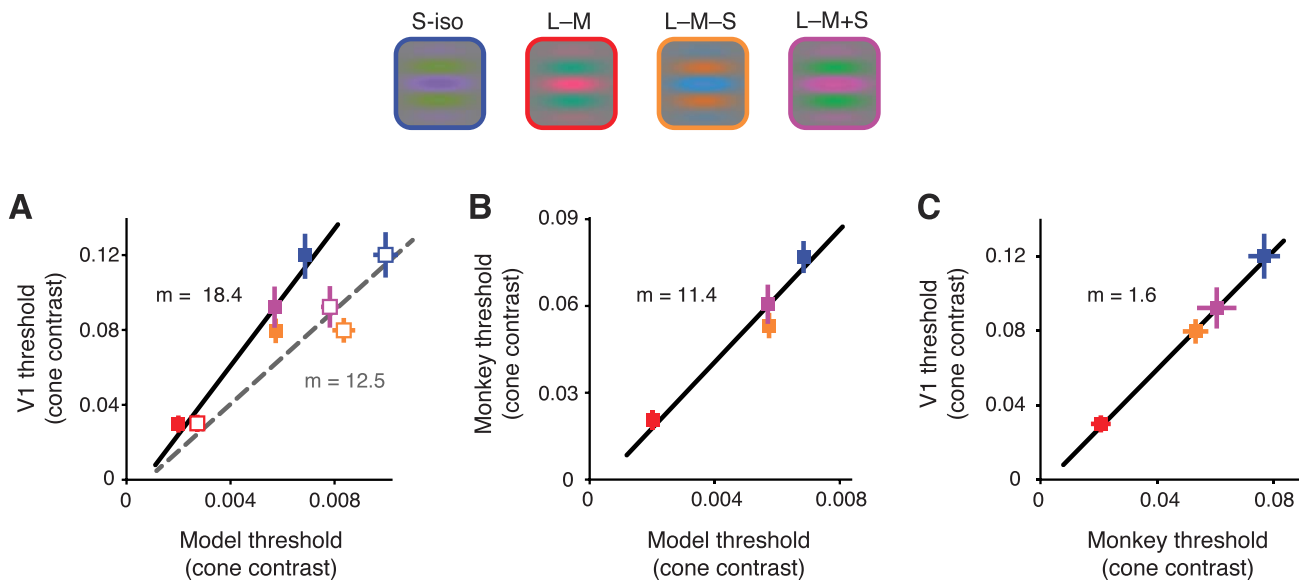 S-iso
L–M
L–M–S
L–M+S
A
V1 threshold
(cone contrast)
0.12
0.08
0.04
0
0
0.004
0.008
m = 18.4
m = 12.5
Model threshold
(cone contrast)
B
Monkey threshold
(cone contrast)
0.09
0.06
0.03
0
0
0.004
0.008
m = 11.4
Model threshold
(cone contrast)
C
V1 threshold
(cone contrast)
0.12
0.08
0.04
0
0
0.04
0.08
m = 1.6
Monkey threshold
(cone contrast)